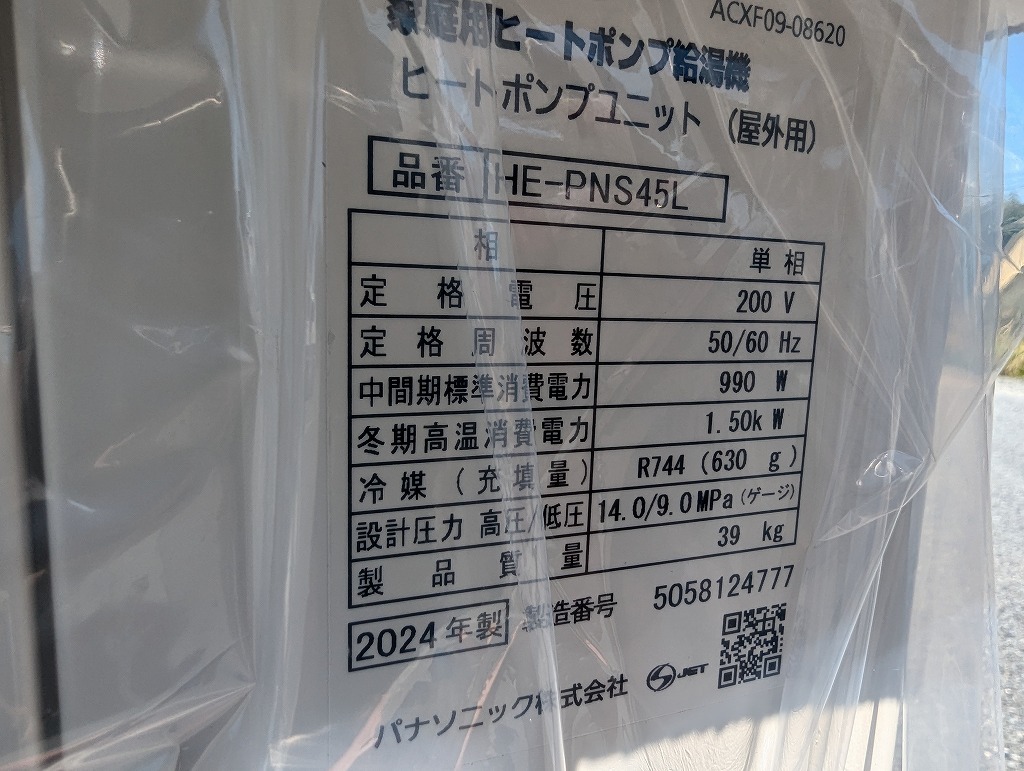 ACXF09-08620
家庭用ヒートポンプ給湯機
ヒートポンプユニット （屋外用）
品番 HE-PNS45L
相 単相
定格電圧 200 V
定格周波数 50/60 Hz
中間期標準消費電力 990 W
冬期高温消費電力 1.50k W
冷媒（充填量） R744 (630 g)
設計圧力 高圧/低圧 14.0/9.0MPa(ゲージ)
製品質量 39 kg
2024年製 製造番号 5058124777
パナソニック株式会社 S JET